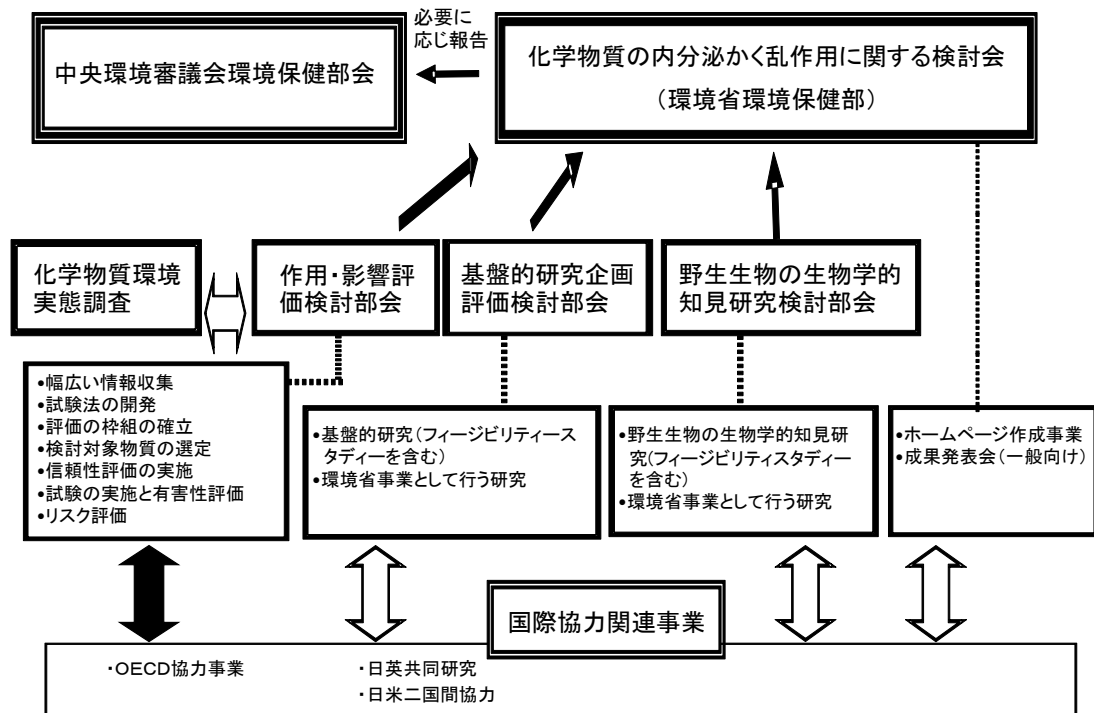 中央環境審議会環境保健部会
必要に
応じ報告
化学物質の内分泌かく乱作用に関する検討会
（環境省環境保健部）
化学物質環境
実態調査
作用・影響評
価検討部会
基盤的研究企画
評価検討部会
野生生物の生物学的
知見研究検討部会
•幅広い情報収集
•試験法の開発
•評価の枠組の確立
•検討対象物質の選定
•信頼性評価の実施
•試験の実施と有害性評価
•リスク評価
•基盤的研究（フィージビリティース
タディーを含む）
•環境省事業として行う研究
•野生生物の生物学的知見研
究（フィージビリティスタディー
を含む）
•環境省事業として行う研究
•ホームページ作成事業
•成果発表会（一般向け）
国際協力関連事業
・OECD協力事業
・日英共同研究
・日米二国間協力